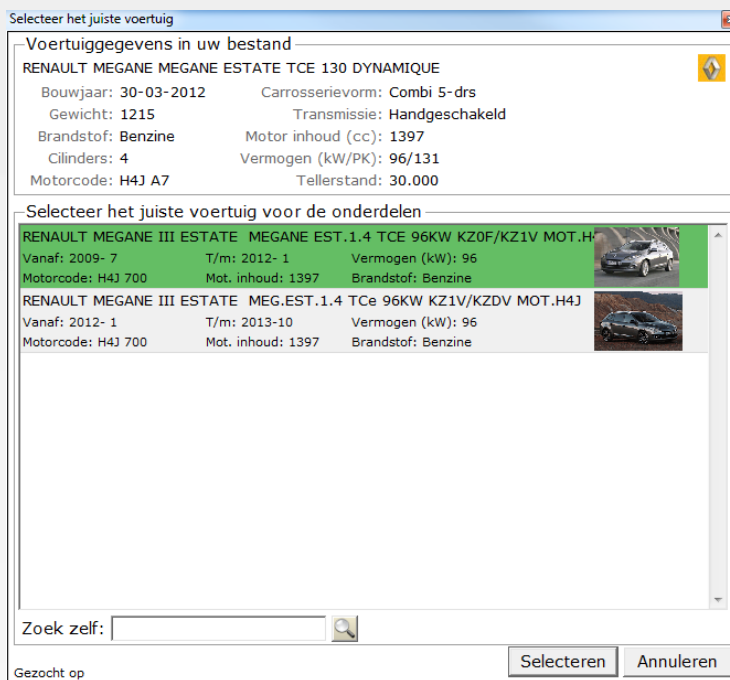 Selecteer het juiste voertuig
Voertuiggegevens in uw bestand
RENAULT MEGANE MEGANE ESTATE TCE 130 DYNAMIQUE
Bouwjaar: 30-03-2012 Carrosserievorm: Combi 5-drs
Gewicht: 1215 Transmissie: Handgeschakeld
Brandstof: Benzine Motor inhoud (cc): 1397
Cilinders: 4 Vermogen (kW/PK): 96/131
Motorcode: H4J A7 Tellerstand: 30.000
Selecteer het juiste voertuig voor de onderdelen
RENAULT MEGANE III ESTATE MEGANE EST.1.4 TCE 96KW KZ0F/KZ1V MOT.H4
Vanaf: 2009- 7 T/m: 2012- 1 Vermogen (kW): 96
Motorcode: H4J 700 Mot. inhoud: 1397 Brandstof: Benzine
RENAULT MEGANE III ESTATE MEG.EST.1.4 TCe 96KW KZ1V/KZDV MOT.H4J
Vanaf: 2012- 1 T/m: 2013-10 Vermogen (kW): 96
Motorcode: H4J 700 Mot. inhoud: 1397 Brandstof: Benzine
Zoek zelf:
Selecteren Annuleren
Gezocht op